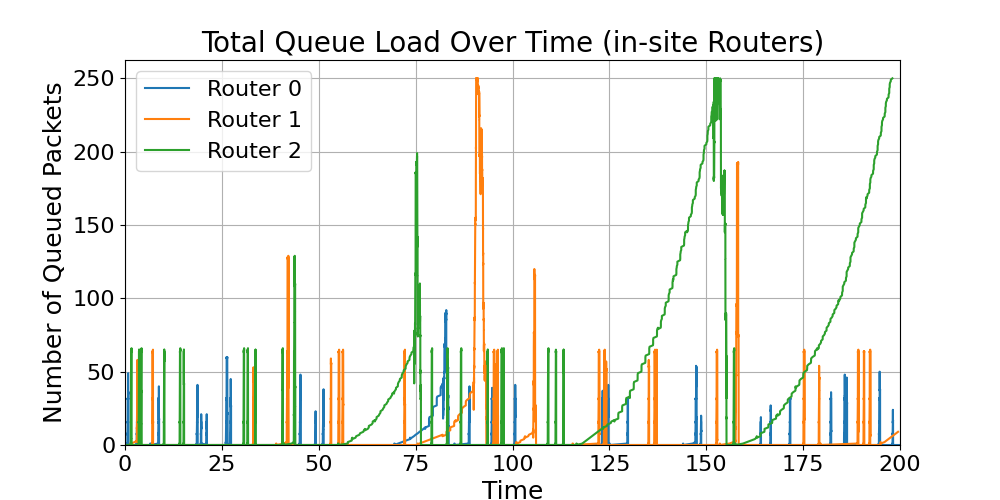 Total Queue Load Over Time (in-site Routers)
Number of Queued Packets
250
200
150
100
50
0
Router 0
Router 1
Router 2
0 25 50 75 100 125 150 175 200
Time